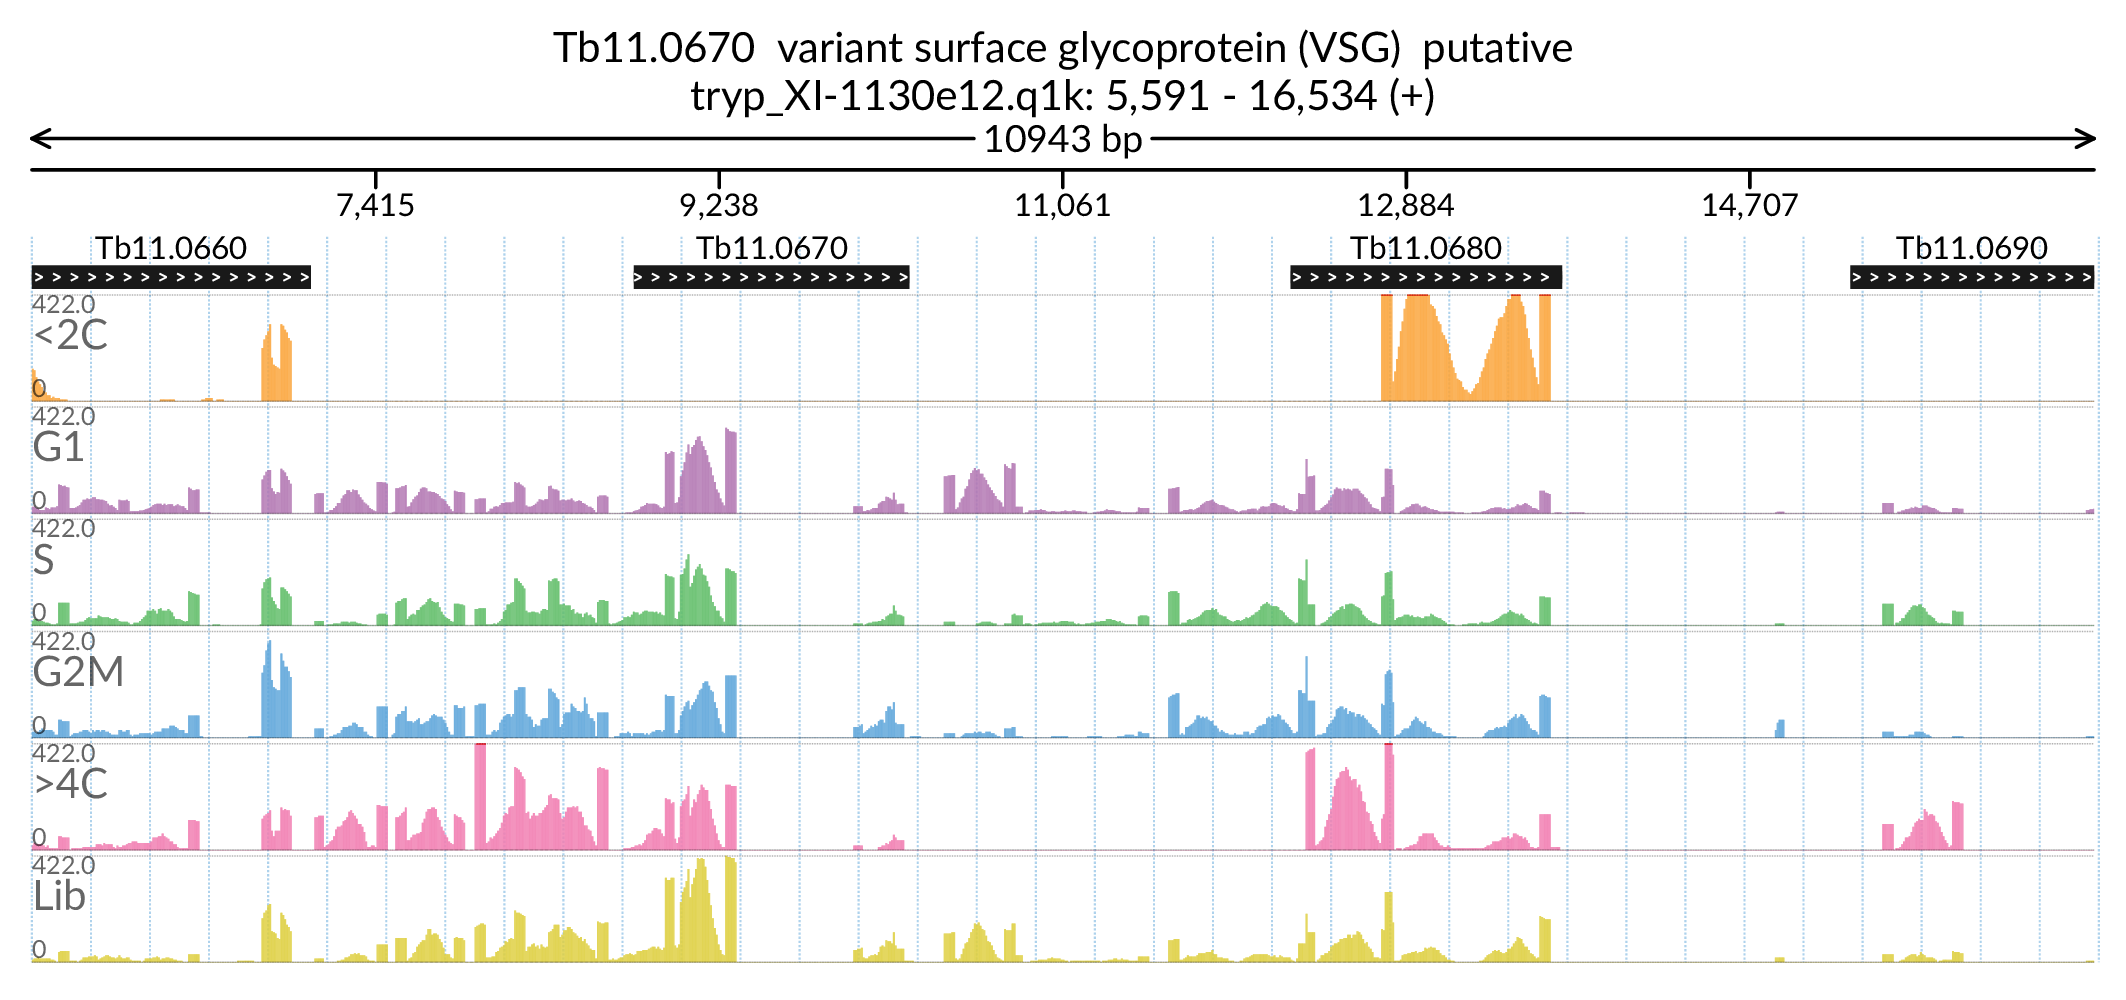 Tb11.0670 variant surface glycoprotein (VSG) putative
tryp_XI-1130e12.q1k: 5,591 - 16,534 (+)
10943 bp
7,415 9,238 11,061 12,884 14,707
Tb11.0660 Tb11.0670 Tb11.0680 Tb11.0690
422.0
<2C
0
422.0
G1
0
422.0
S
0
422.0
G2M
0
422.0
>4C
0
422.0
Lib
0